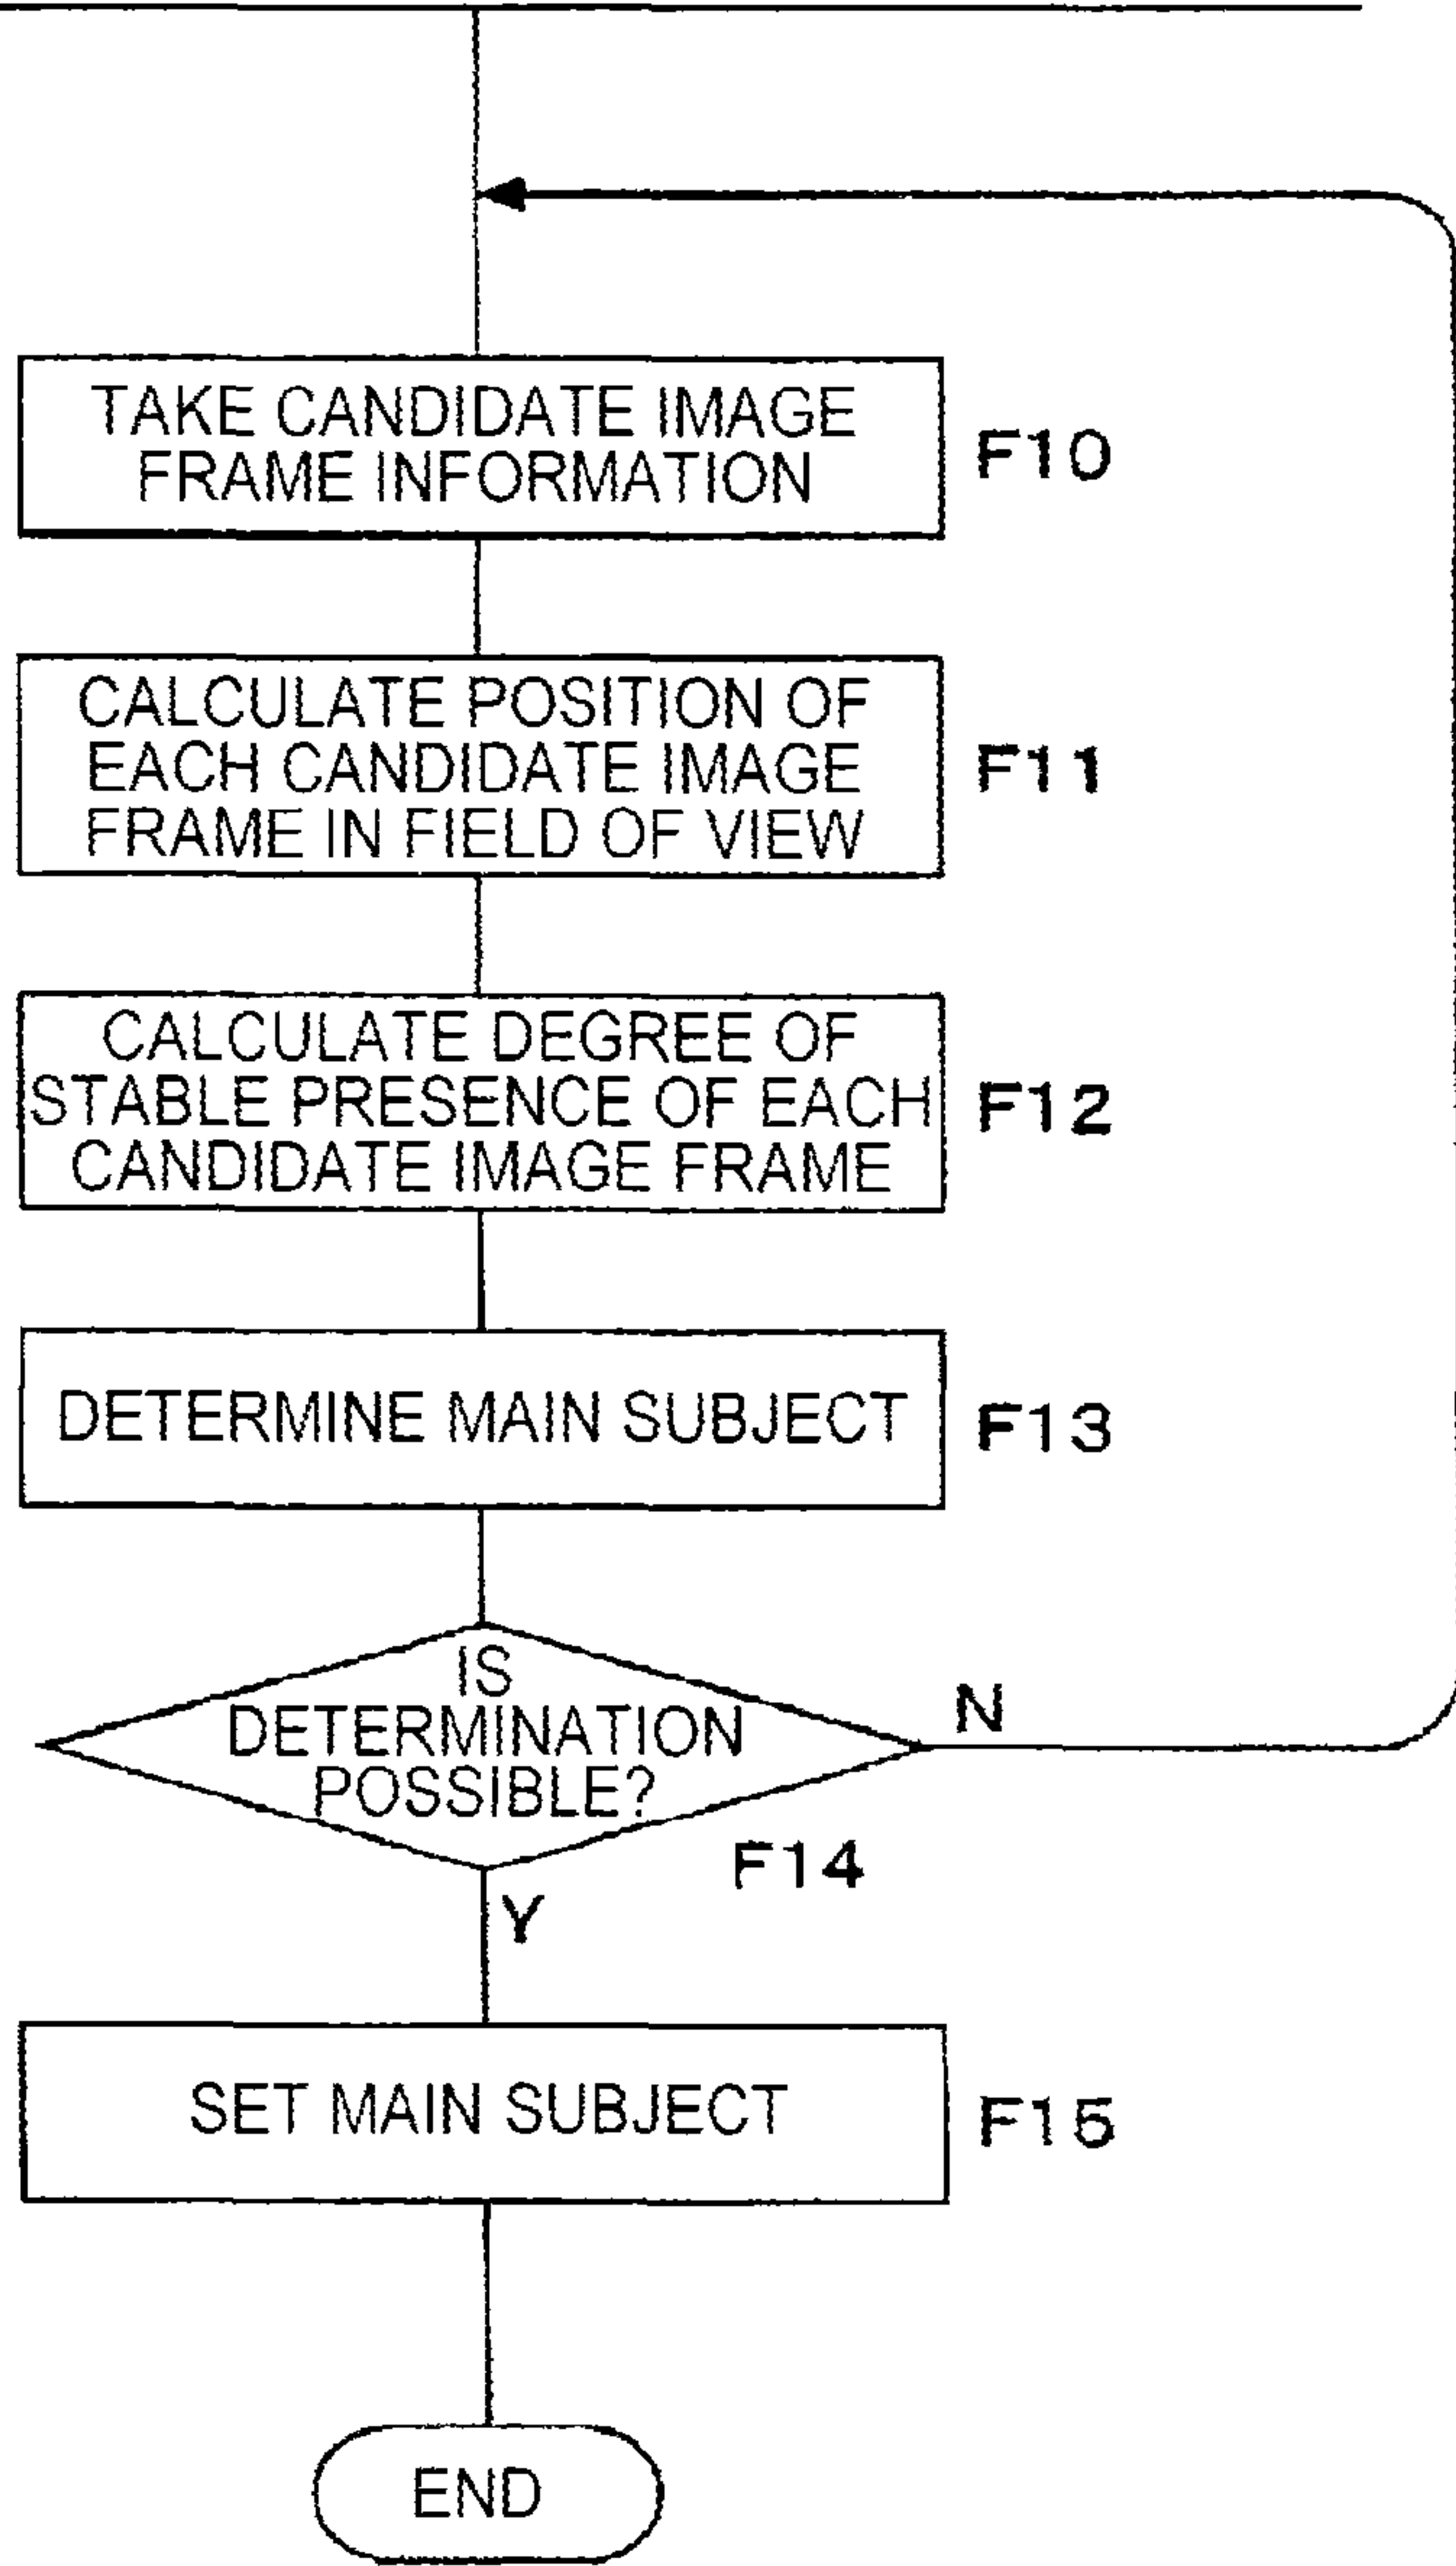 TAKE CANDIDATE IMAGE
FRAME INFORMATION
F10
CALCULATE POSITION OF
EACH CANDIDATE IMAGE
FRAME IN FIELD OF VIEW
F11
CALCULATE DEGREE OF
STABLE PRESENCE OF EACH
CANDIDATE IMAGE FRAME
F12
DETERMINE MAIN SUBJECT
F13
IS
DETERMINATION
POSSIBLE?
N
F14
Y
SET MAIN SUBJECT
F15
END